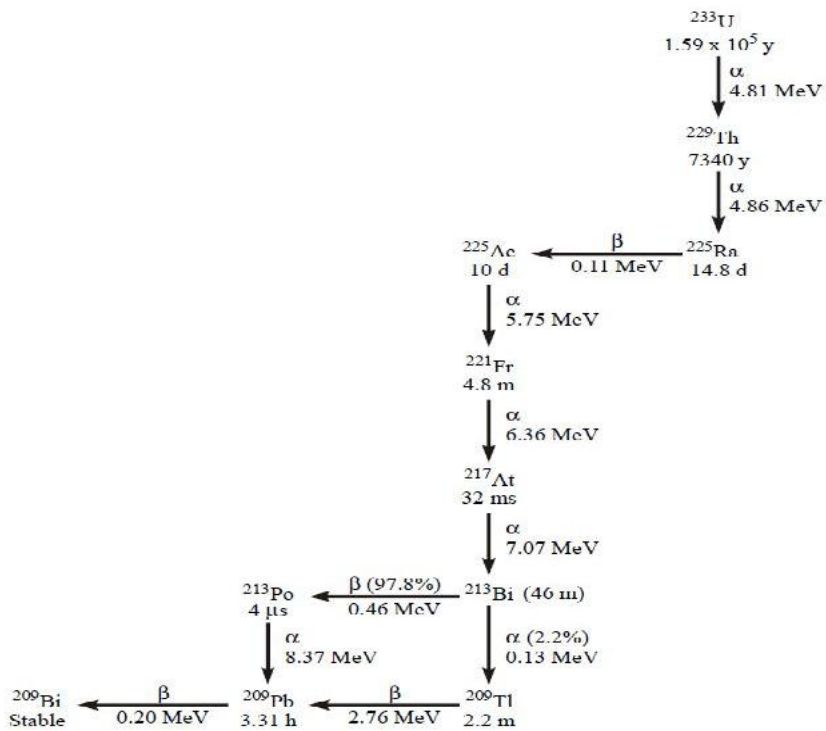 ²³³U
1.59 x 10⁵ y
α
4.81 MeV
²²⁹Th
7340 y
α
4.86 MeV
²²⁵Ac
10 d
β
0.11 MeV
²²⁵Ra
14.8 d
α
5.75 MeV
²²¹Fr
4.8 m
α
6.36 MeV
²¹⁷At
32 ms
α
7.07 MeV
²¹³Po
4 μs
β (97.8%)
0.46 MeV
²¹³Bi (46 m)
α
8.37 MeV
α (2.2%)
0.13 MeV
²⁰⁹Bi
Stable
β
0.20 MeV
²⁰⁹Pb
3.31 h
β
2.76 MeV
²⁰⁹Tl
2.2 m